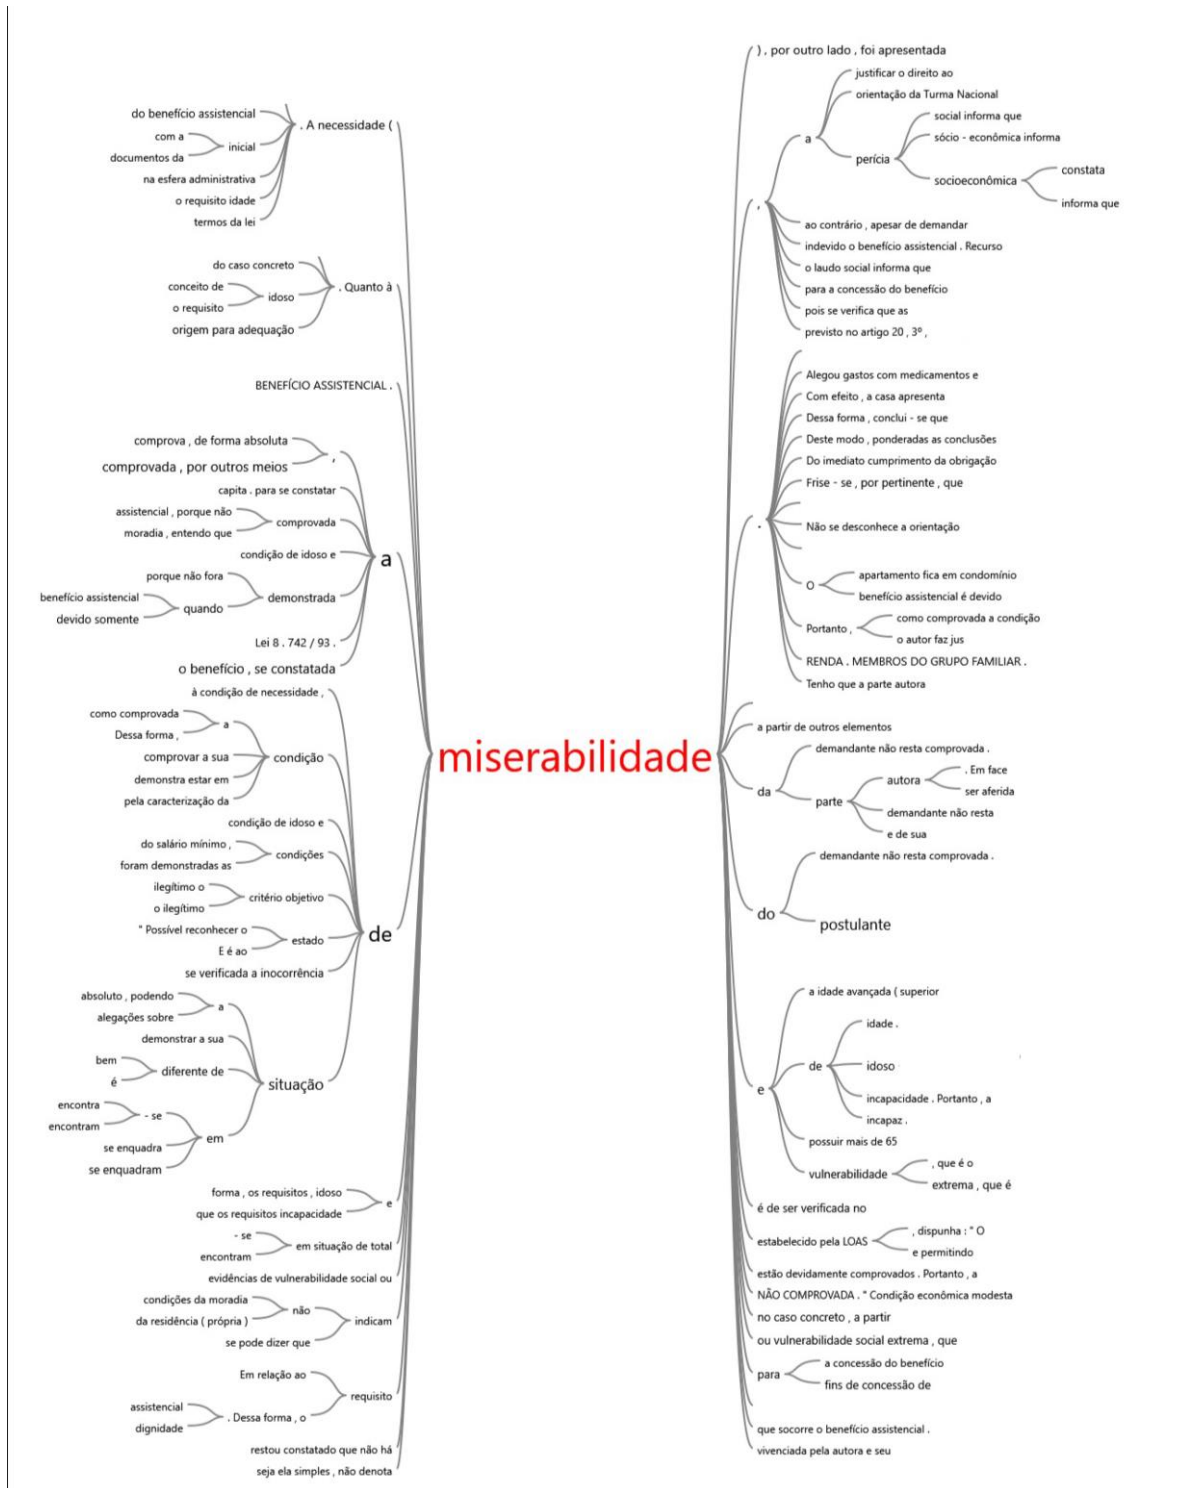 do benefício assistencial
com a
documentos da
inicial
na esfera administrativa
o requisito idade
termos da lei
. A necessidade (
do caso concreto
conceito de
o requisito
idoso
origem para adequação
. Quanto à
BENEFÍCIO ASSISTENCIAL .
comprova , de forma absoluta
comprovada , por outros meios
,
capita . para se constatar
assistencial , porque não
moradia , entendo que
comprovada
condição de idoso e
porque não fora
benefício assistencial
devido somente
quando
demonstrada
Lei 8 . 742 / 93 .
o benefício , se constatada
a
à condição de necessidade ,
como comprovada
Dessa forma ,
a
comprovar a sua
demonstra estar em
pela caracterização da
condição
condição de idoso e
do salário mínimo ,
foram demonstradas as
condições
ilegítimo o
o ilegítimo
critério objetivo
" Possível reconhecer o
E é ao
estado
se verificada a inocorrência
absoluto , podendo
alegações sobre
a
demonstrar a sua
bem
é
diferente de
encontra
encontram
- se
se enquadra
se enquadram
em
situação
de
forma , os requisitos , idoso
que os requisitos incapacidade
e
- se
encontram
em situação de total
evidências de vulnerabilidade social ou
condições da moradia
da residência ( própria )
não
se pode dizer que
indicam
Em relação ao
assistencial
dignidade
. Dessa forma , o
requisito
restou constatado que não há
seja ela simples , não denota
miserabilidade
) , por outro lado , foi apresentada
,
a
justificar o direito ao
orientação da Turma Nacional
perícia
social informa que
sócio - econômica informa
socioeconômica
constata
informa que
ao contrário , apesar de demandar
indevido o benefício assistencial . Recurso
o laudo social informa que
para a concessão do benefício
pois se verifica que as
previsto no artigo 20 , 3º ,
.
Alegou gastos com medicamentos e
Com efeito , a casa apresenta
Dessa forma , conclui - se que
Deste modo , ponderadas as conclusões
Do imediato cumprimento da obrigação
Frise - se , por pertinente , que
Não se desconhece a orientação
O
apartamento fica em condomínio
benefício assistencial é devido
Portanto ,
como comprovada a condição
o autor faz jus
RENDA . MEMBROS DO GRUPO FAMILIAR .
Tenho que a parte autora
a partir de outros elementos
da
demandante não resta comprovada .
parte
autora
. Em face
ser aferida
demandante não resta
e de sua
do
demandante não resta comprovada .
postulante
e
a idade avançada ( superior
de
idade .
idoso
incapacidade . Portanto , a
incapaz .
possuir mais de 65
vulnerabilidade
, que é o
extrema , que é
é de ser verificada no
estabelecido pela LOAS
, dispunha : " O
e permitindo
estão devidamente comprovados . Portanto , a
NÃO COMPROVADA . " Condição econômica modesta
no caso concreto , a partir
ou vulnerabilidade social extrema , que
para
a concessão do benefício
fins de concessão de
que socorre o benefício assistencial .
vivenciada pela autora e seu